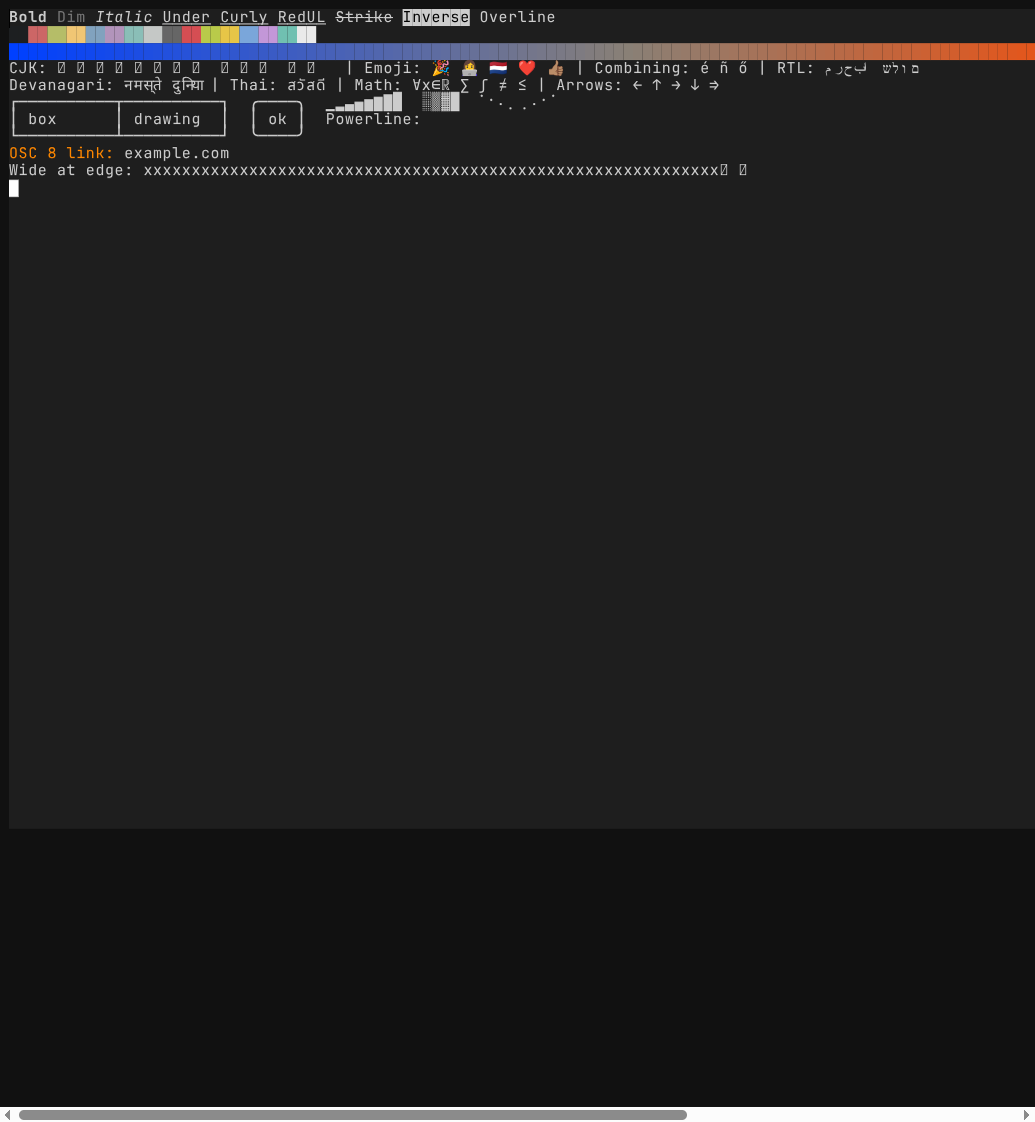 Bold Dim Italic Under Curly RedUL Strike Inverse Overline
CJK: | Emoji: 🎉 🧑‍💻 🇳🇱 ❤️ 👍🏽 | Combining: é ñ ő | RTL: مرحبا שלום
Devanagari: नमस्ते दुनिया | Thai: สวัสดี | Math: ∀x∈ℝ ∑ ∫ ≠ ≤ | Arrows: ← ↑ → ↓ ⇒
box drawing ok Powerline:
OSC 8 link: example.com
Wide at edge: xxxxxxxxxxxxxxxxxxxxxxxxxxxxxxxxxxxxxxxxxxxxxxxxxxxxxxxxxxxx